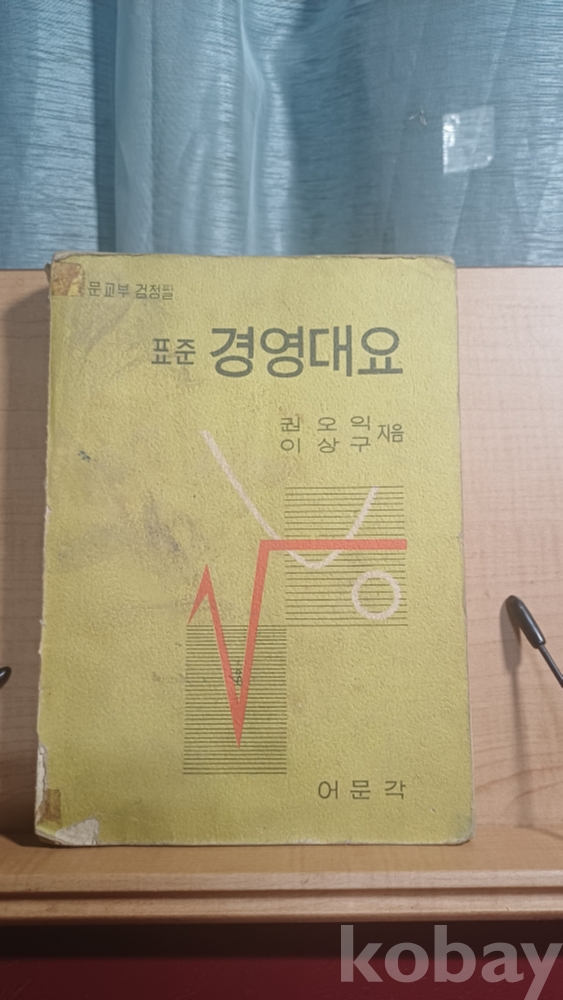 문교부 검정필
표준 경영대요
권오익
이상구 지음
어문각
kobay